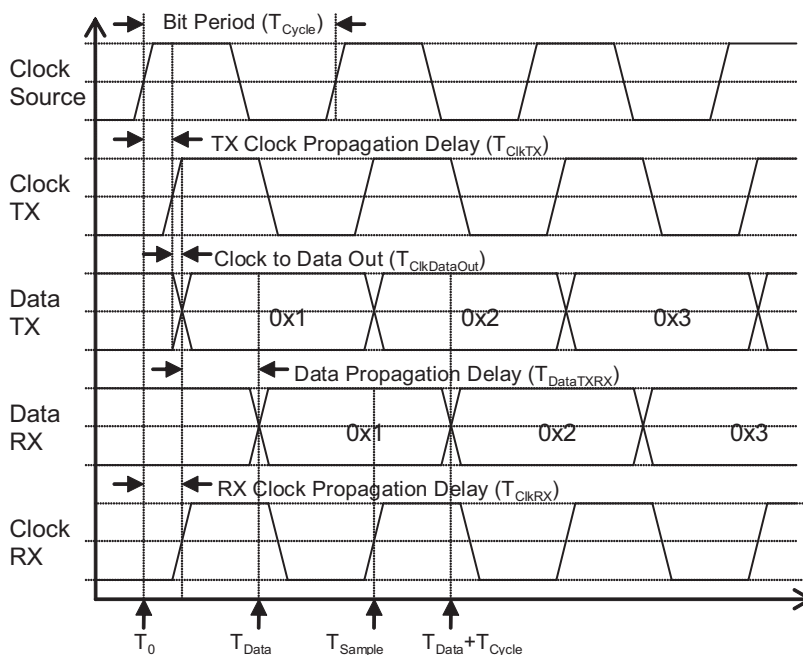 Bit Period (T_Cycle)
Clock
Source
TX Clock Propagation Delay (T_ClkTX)
Clock
TX
Clock to Data Out (T_ClkDataOut)
Data
TX
0x1 0x2 0x3
Data Propagation Delay (T_DataTXRX)
Data
RX
0x1 0x2 0x3
RX Clock Propagation Delay (T_ClkRX)
Clock
RX
T_0 T_Data T_Sample T_Data+T_Cycle